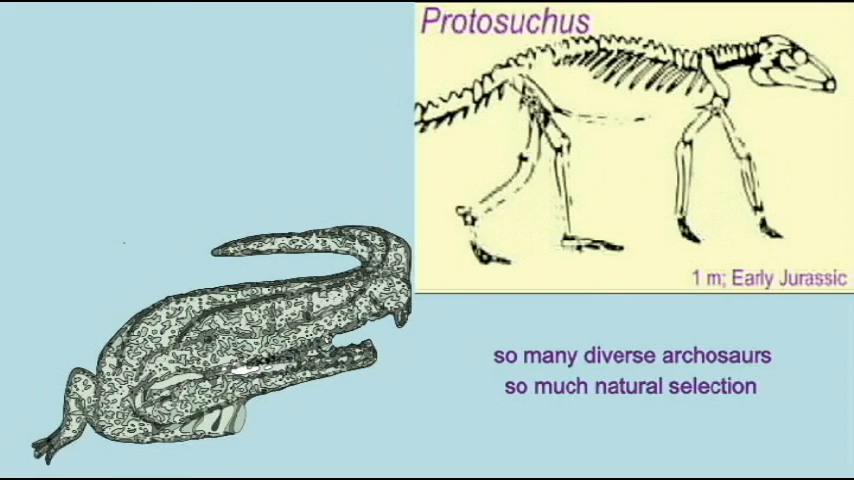 Protosuchus
1 m; Early Jurassic
so many diverse archosaurs
so much natural selection